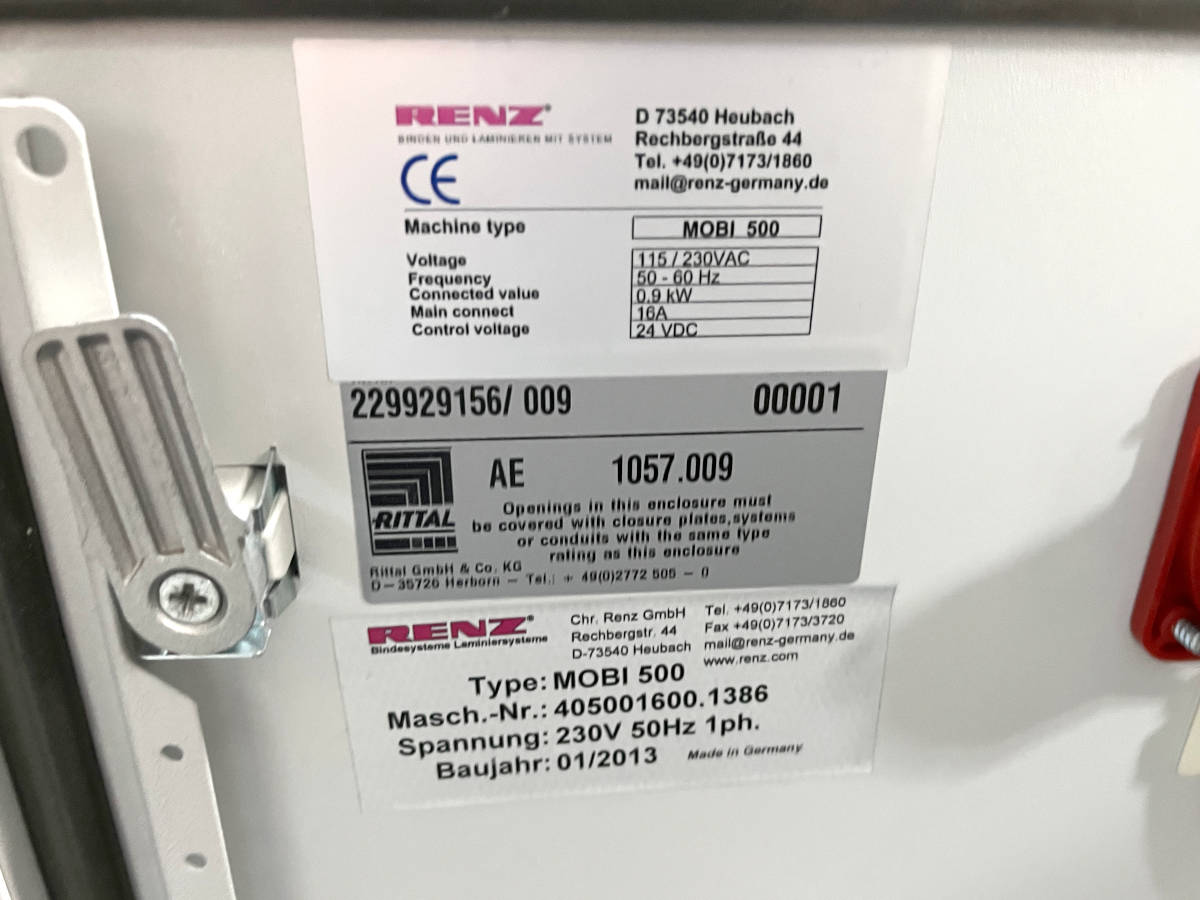 RENZ®
BINDEN UND LAMINIEREN MIT SYSTEM
CE
D 73540 Heubach
Rechbergstraße 44
Tel. +49(0)7173/1860
mail@renz-germany.de
Machine type MOBI 500
Voltage 115 / 230VAC
Frequency 50 - 60 Hz
Connected value 0.9 kW
Main connect 16A
Control voltage 24 VDC
229929156/ 009 00001
RITTAL
AE 1057.009
Openings in this enclosure must
be covered with closure plates,systems
or conduits with the same type
rating as this enclosure
Rittal GmbH & Co. KG
D-35726 Herborn - Tel.: + 49(0)2772 505 - 0
RENZ®
Bindesysteme Laminiersysteme
Chr. Renz GmbH
Rechbergstr. 44
D-73540 Heubach
Tel. +49(0)7173/1860
Fax +49(0)7173/3720
mail@renz-germany.de
www.renz.com
Type: MOBI 500
Masch.-Nr.: 405001600.1386
Spannung: 230V 50Hz 1ph.
Baujahr: 01/2013
Made in Germany